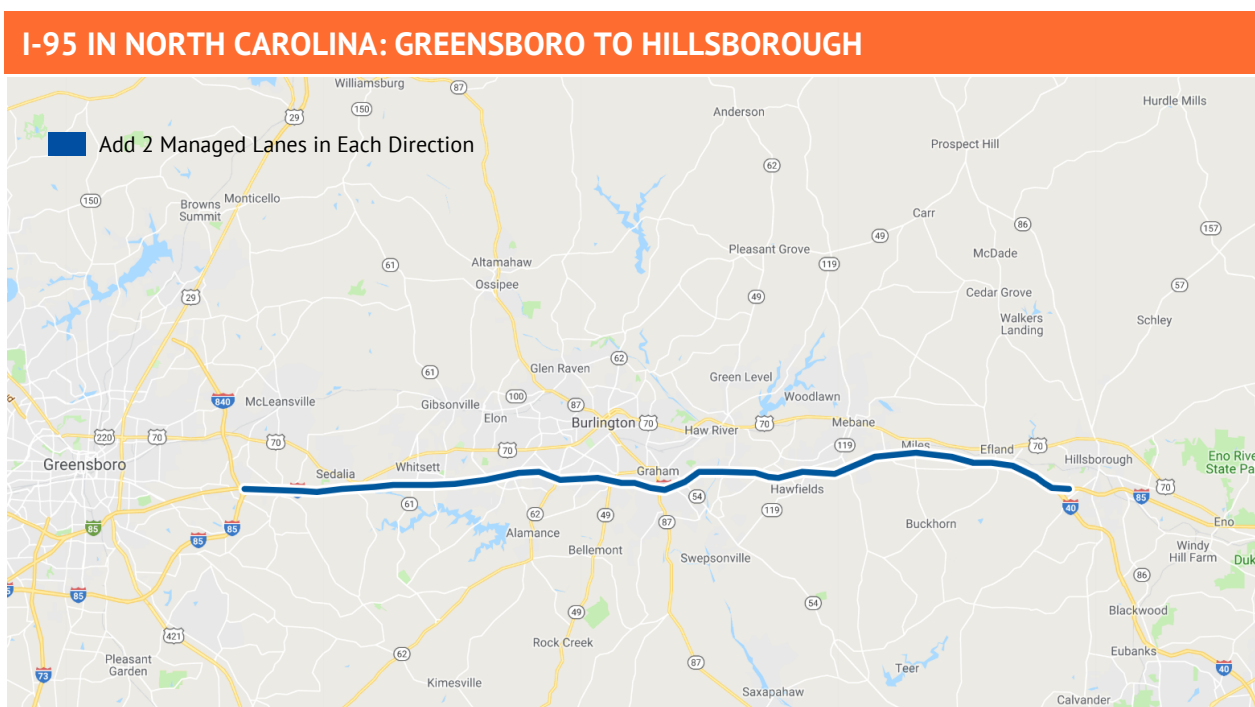 I-95 IN NORTH CAROLINA: GREENSBORO TO HILLSBOROUGH
Williamsburg
87
150
29
Anderson
Hurdle Mills
Add 2 Managed Lanes in Each Direction
Prospect Hill
62
150
Browns
Summit
Monticello
Carr
86
49
157
Pleasant Grove
119
McDade
Altamahaw
61
Ossipee
29
49
Cedar Grove
57
Walkers
Landing
Schley
62
Glen Raven
61
Green Level
840
McLeansville
Gibsonville
100
87
Elon
Woodlawn
Burlington
70
Haw River
70
Mebane
220
70
70
70
119
Miles
Efland
70
Hillsborough
Greensboro
Sedalia
Whitsett
Graham
Eno Rive
State Pa
61
54
Hawfields
119
85
70
40
85
85
85
62
49
87
Alamance
Buckhorn
Eno
Bellemont
Swepsonville
Windy
Hill Farm
Duk
86
85
54
49
Blackwood
421
Rock Creek
Pleasant
Garden
62
87
Eubanks
73
Kimesville
Teer
40
Saxapahaw
Calvander